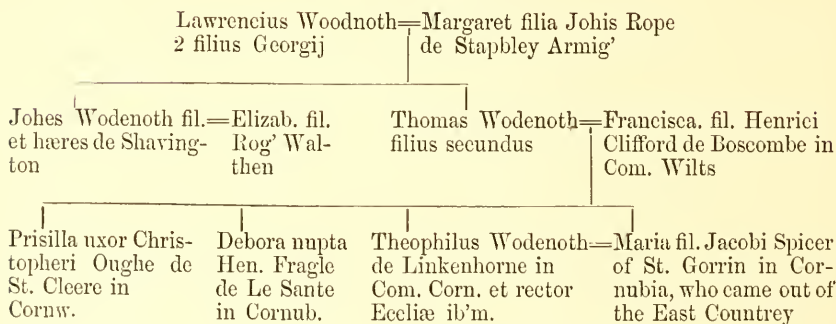 Lawrencius Woodnoth=Margaret filia Johis Rope
2 filius Georgij de Stapbley Armig'
Johes Wodenoth fil.=Elizab. fil. Thomas Wodenoth=Francisca. fil. Henrici
et hæres de Shaving- Rog' Wal- filius secundus Clifford de Boscombe in
ton then Com. Wilts
Prisilla uxor Chris- Debora nupta Theophilus Wodenoth=Maria fil. Jacobi Spicer
topheri Oughe de Hen. Fragle de Linkenhorne in of St. Gorrin in Cor-
St. Cleere in de Le Sante Com. Corn. et rector nubia, who came out of
Cornw. in Cornub. Eccliæ ib'm. the East Countrey